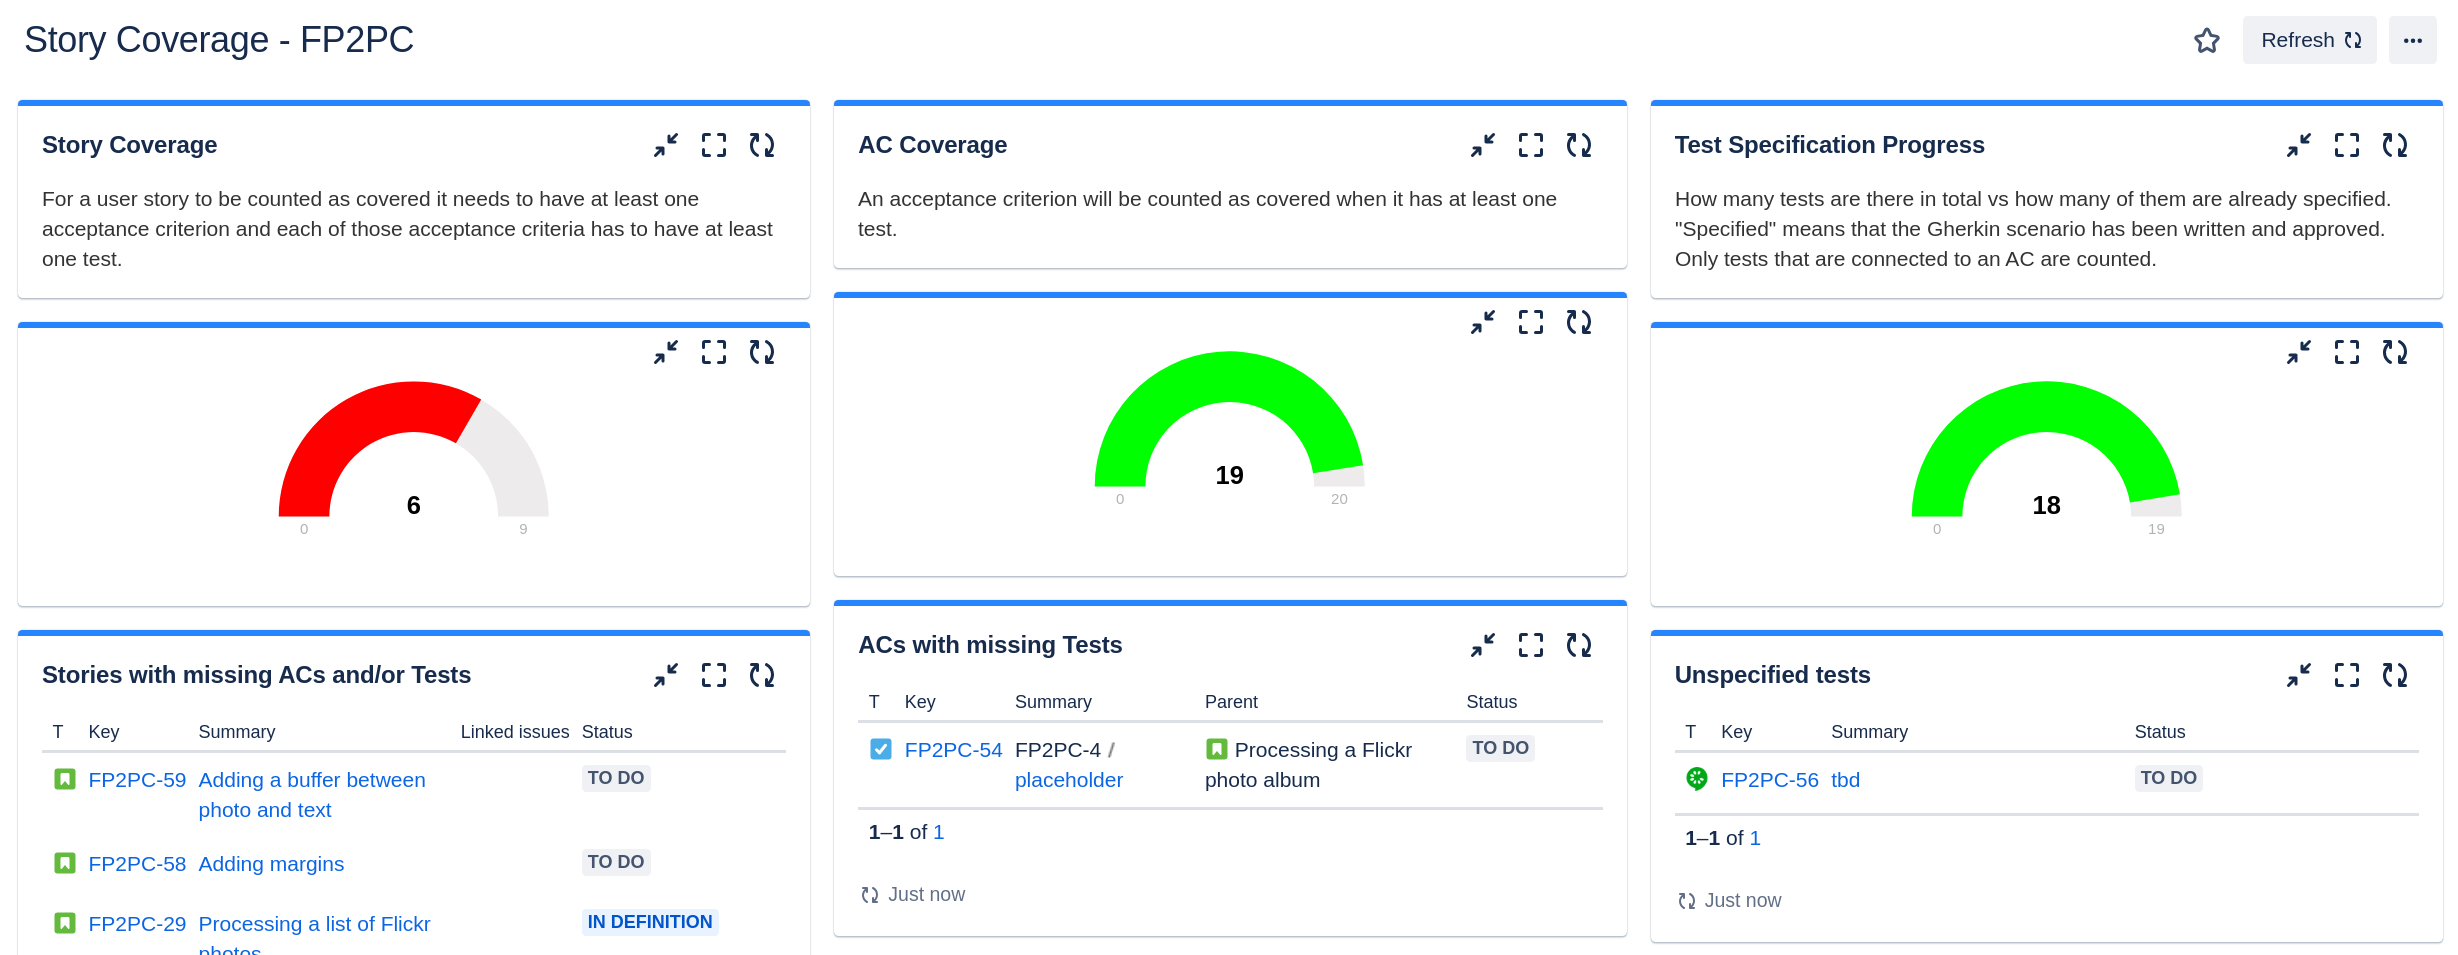 Story Coverage - FP2PC
Refresh
Story Coverage
For a user story to be counted as covered it needs to have at least one
acceptance criterion and each of those acceptance criteria has to have at least
one test.
6
0 9
Stories with missing ACs and/or Tests
T Key Summary Linked issues Status
FP2PC-59 Adding a buffer between TO DO
photo and text
FP2PC-58 Adding margins TO DO
FP2PC-29 Processing a list of Flickr IN DEFINITION
photos
AC Coverage
An acceptance criterion will be counted as covered when it has at least one
test.
19
0 20
ACs with missing Tests
T Key Summary Parent Status
FP2PC-54 FP2PC-4 / Processing a Flickr TO DO
placeholder photo album
1–1 of 1
Just now
Test Specification Progress
How many tests are there in total vs how many of them are already specified.
"Specified" means that the Gherkin scenario has been written and approved.
Only tests that are connected to an AC are counted.
18
0 19
Unspecified tests
T Key Summary Status
FP2PC-56 tbd TO DO
1–1 of 1
Just now